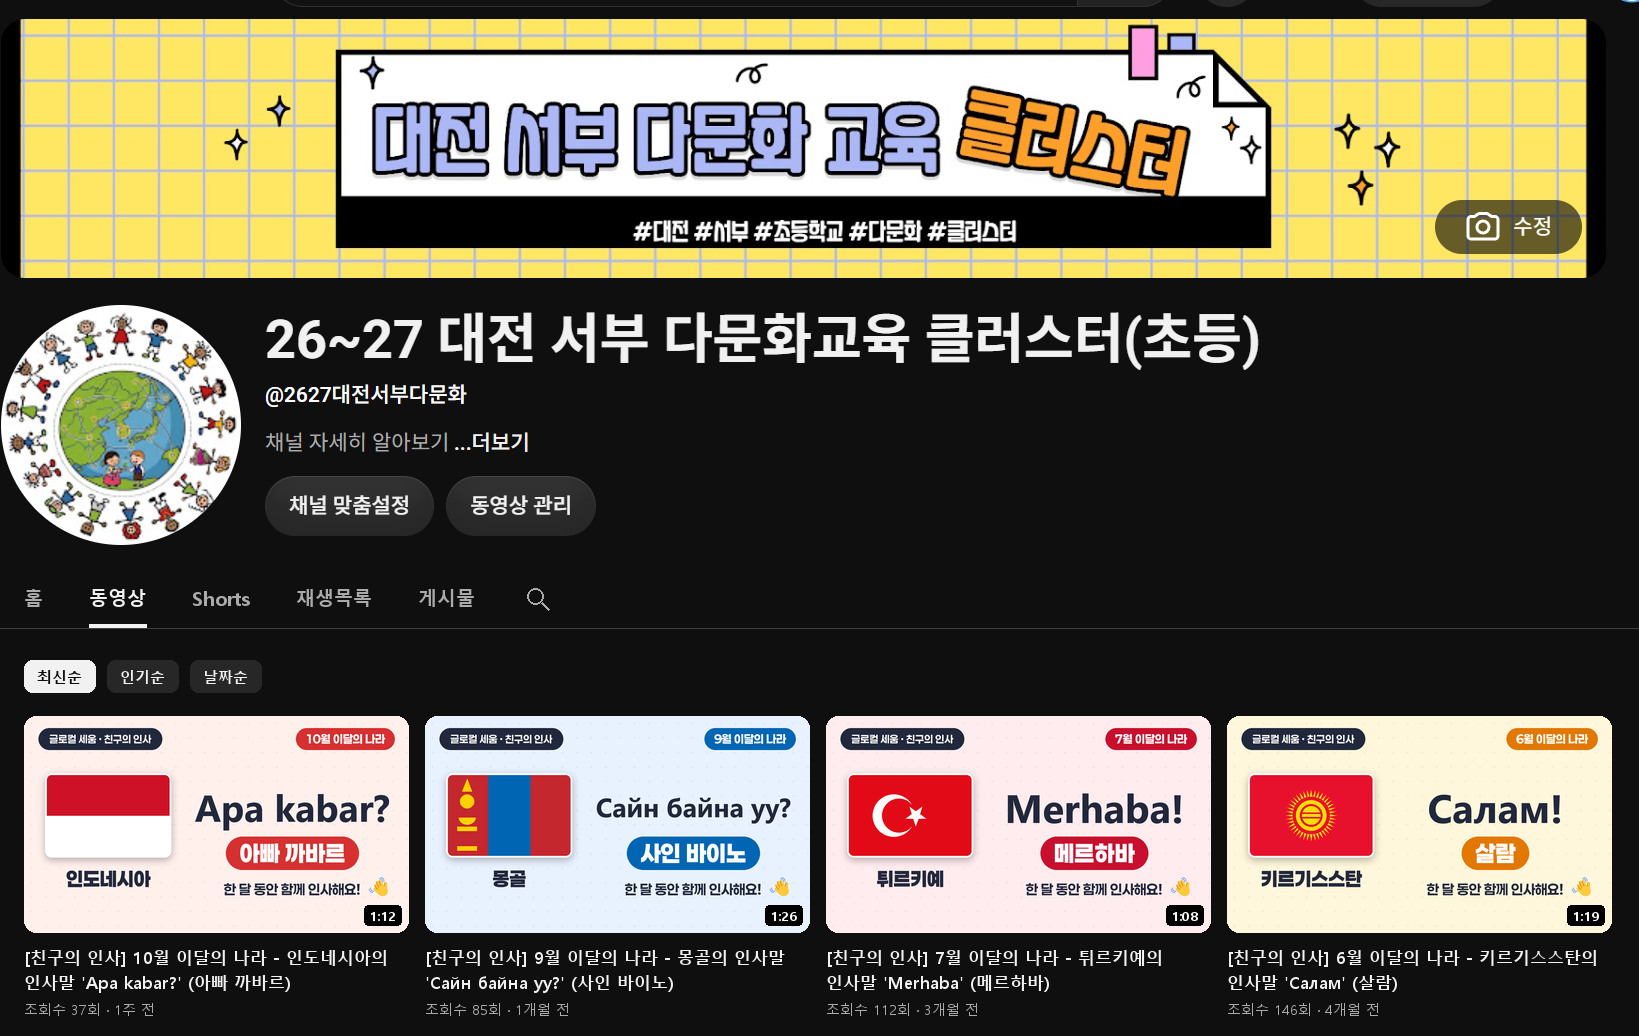 대전 서부 다문화 교육 클러스터
#대전 #서부 #초등학교 #다문화 #클러스터
수정
26~27 대전 서부 다문화교육 클러스터(초등)
@2627대전서부다문화
채널 자세히 알아보기 ...더보기
채널 맞춤설정
동영상 관리
홈
동영상
Shorts
재생목록
게시물
최신순
인기순
날짜순
글로컬 세움 · 친구의 인사
10월 이달의 나라
Apa kabar?
아빠 까바르
인도네시아
한 달 동안 함께 인사해요! 👋
1:12
[친구의 인사] 10월 이달의 나라 - 인도네시아의
인사말 'Apa kabar?' (아빠 까바르)
조회수 37회 · 1주 전
글로컬 세움 · 친구의 인사
9월 이달의 나라
Сайн байна уу?
사인 바이노
몽골
한 달 동안 함께 인사해요! 👋
1:26
[친구의 인사] 9월 이달의 나라 - 몽골의 인사말
'Сайн байна уу?' (사인 바이노)
조회수 85회 · 1개월 전
글로컬 세움 · 친구의 인사
7월 이달의 나라
Merhaba!
메르하바
튀르키예
한 달 동안 함께 인사해요! 👋
1:08
[친구의 인사] 7월 이달의 나라 - 튀르키예의
인사말 'Merhaba' (메르하바)
조회수 112회 · 3개월 전
글로컬 세움 · 친구의 인사
6월 이달의 나라
Салам!
살람
키르기스스탄
한 달 동안 함께 인사해요! 👋
1:19
[친구의 인사] 6월 이달의 나라 - 키르기스스탄의
인사말 'Салам' (살람)
조회수 146회 · 4개월 전